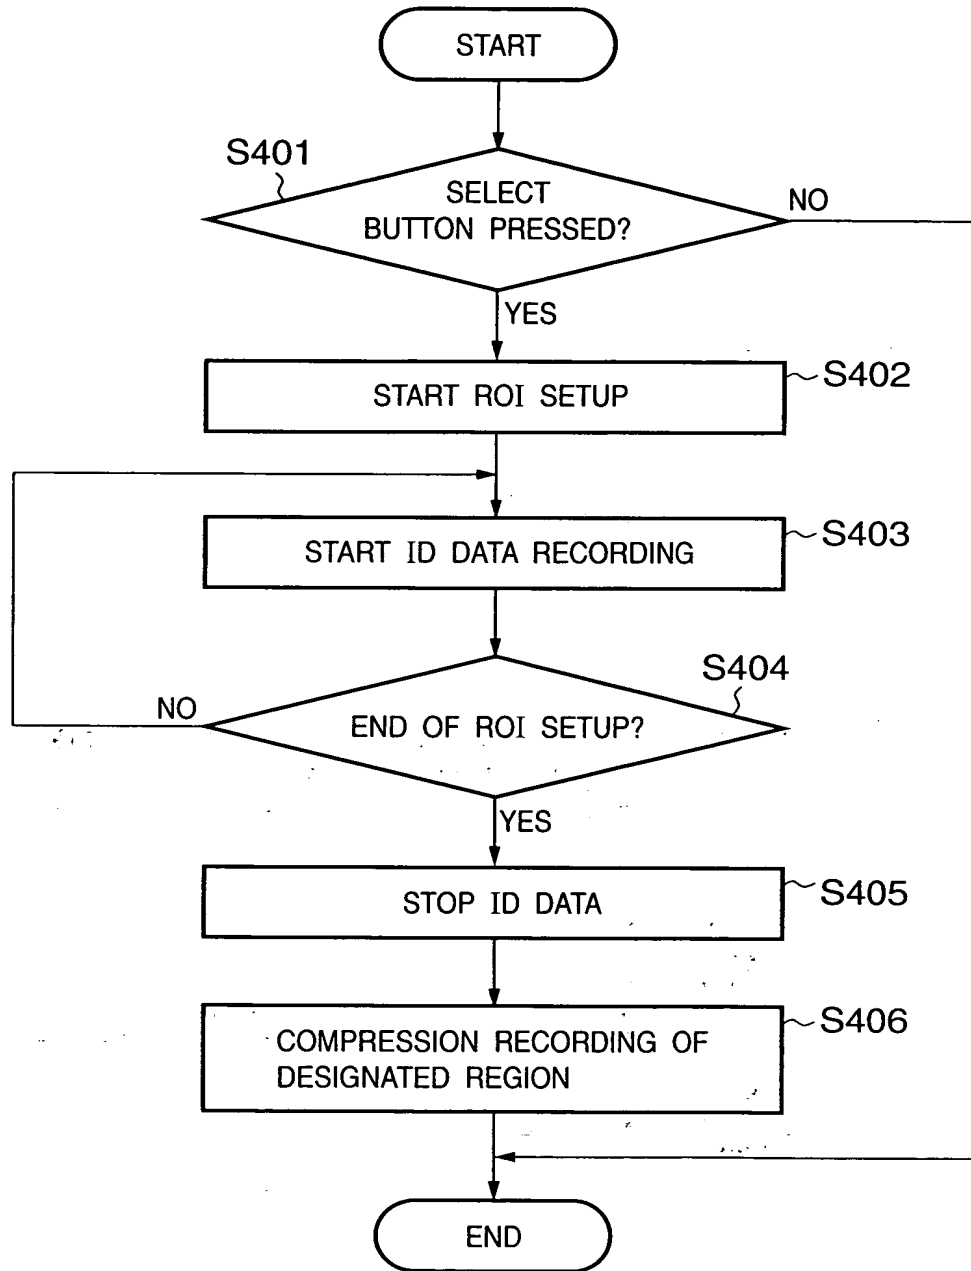 START
S401
SELECT
BUTTON PRESSED?
NO
YES
START ROI SETUP
S402
START ID DATA RECORDING
S403
S404
END OF ROI SETUP?
NO
YES
STOP ID DATA
S405
COMPRESSION RECORDING OF
DESIGNATED REGION
S406
END